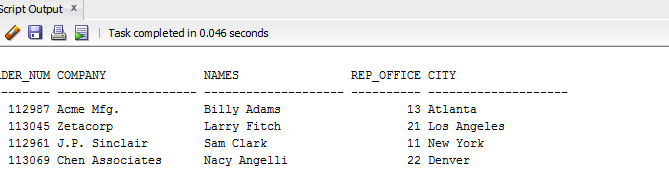 Script Output x
Task completed in 0.046 seconds
DER_NUM COMPANY NAMES REP_OFFICE CITY
------- -------------------- -------------------- ---------- --------------------
112987 Acme Mfg. Billy Adams 13 Atlanta
113045 Zetacorp Larry Fitch 21 Los Angeles
112961 J.P. Sinclair Sam Clark 11 New York
113069 Chen Associates Nacy Angelli 22 Denver